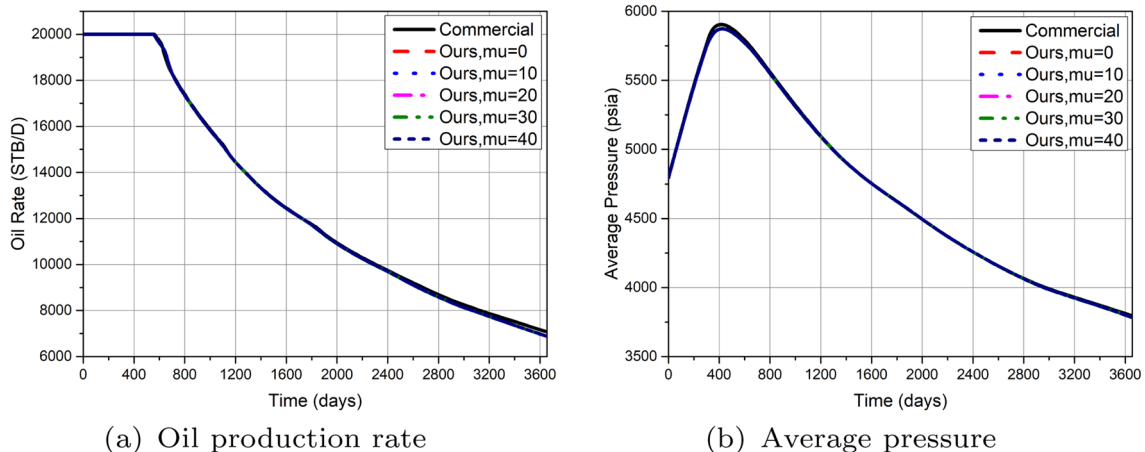 20000
18000
16000
14000
12000
10000
8000
6000
Oil Rate (STB/D)
Commercial
Ours,mu=0
Ours,mu=10
Ours,mu=20
Ours,mu=30
Ours,mu=40
0 400 800 1200 1600 2000 2400 2800 3200 3600
Time (days)
(a) Oil production rate
6000
5500
5000
4500
4000
3500
Average Pressure (psia)
Commercial
Ours,mu=0
Ours,mu=10
Ours,mu=20
Ours,mu=30
Ours,mu=40
0 400 800 1200 1600 2000 2400 2800 3200 3600
Time (days)
(b) Average pressure